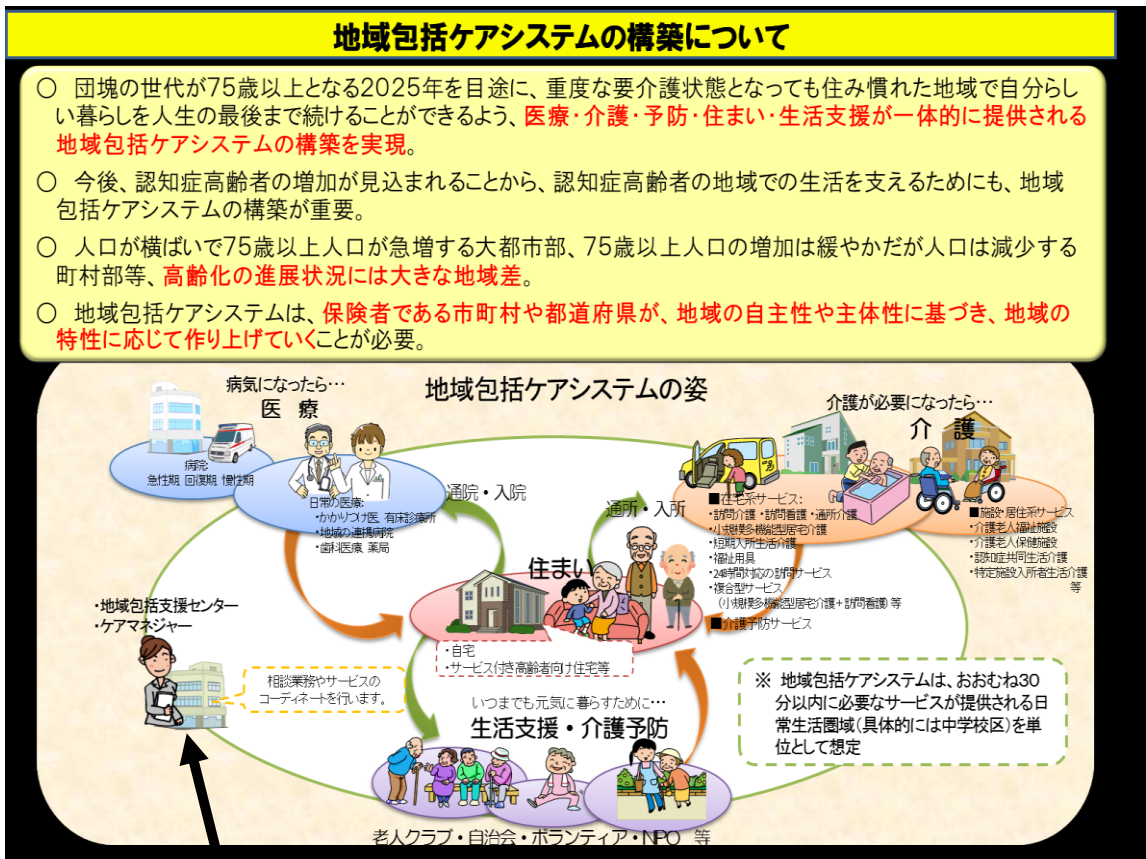 地域包括ケアシステムの構築について
○ 団塊の世代が75歳以上となる2025年を目途に、重度な要介護状態となっても住み慣れた地域で自分らし
い暮らしを人生の最後まで続けることができるよう、医療・介護・予防・住まい・生活支援が一体的に提供される
地域包括ケアシステムの構築を実現。
○ 今後、認知症高齢者の増加が見込まれることから、認知症高齢者の地域での生活を支えるためにも、地域
包括ケアシステムの構築が重要。
○ 人口が横ばいで75歳以上人口が急増する大都市部、75歳以上人口の増加は緩やかだが人口は減少する
町村部等、高齢化の進展状況には大きな地域差。
○ 地域包括ケアシステムは、保険者である市町村や都道府県が、地域の自主性や主体性に基づき、地域の
特性に応じて作り上げていくことが必要。
地域包括ケアシステムの姿
病気になったら…
医 療
病院:
急性期、回復期、慢性期
日常の医療:
・かかりつけ医、有床診療所
・地域の連携病院
・歯科医療、薬局
通院・入院
通所・入所
介護が必要になったら…
介 護
■在宅系サービス:
・訪問介護・訪問看護・通所介護
・小規模多機能型居宅介護
・短期入所生活介護
・福祉用具
・24時間対応の訪問サービス
・複合型サービス
(小規模多機能型居宅介護+訪問看護)等
■介護予防サービス
■施設・居住系サービス
・介護老人福祉施設
・介護老人保健施設
・認知症共同生活介護
・特定施設入所者生活介護
等
住まい
・自宅
・サービス付き高齢者向け住宅等
・地域包括支援センター
・ケアマネジャー
相談業務やサービスの
コーディネートを行います。
いつまでも元気に暮らすために…
生活支援・介護予防
老人クラブ・自治会・ボランティア・NPO 等
※ 地域包括ケアシステムは、おおむね30
分以内に必要なサービスが提供される日
常生活圏域(具体的には中学校区)を単
位として想定